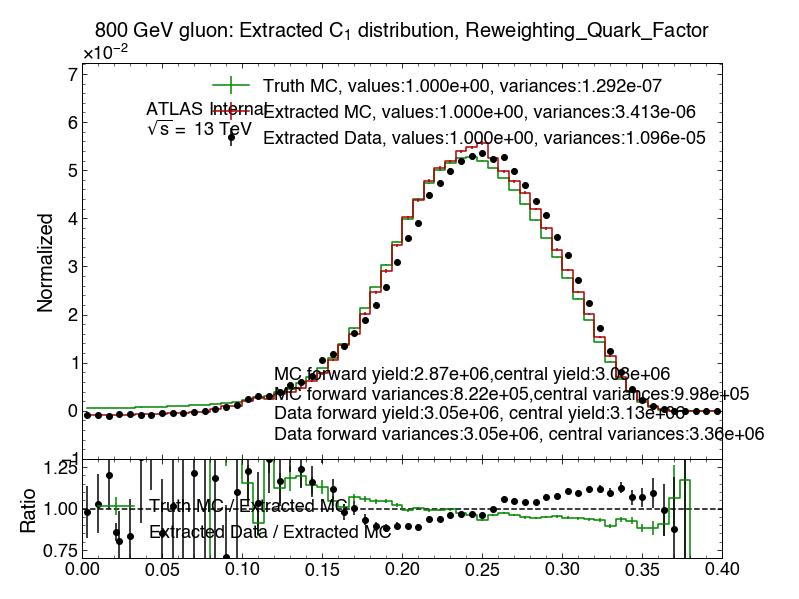 800 GeV gluon: Extracted C₁ distribution, Reweighting_Quark_Factor
×10⁻²
Truth MC, values:1.000e+00, variances:1.292e-07
ATLAS Internal
Extracted MC, values:1.000e+00, variances:3.413e-06
√s = 13 TeV
Extracted Data, values:1.000e+00, variances:1.096e-05
Normalized
7
6
5
4
3
2
1
0
1
MC forward yield:2.87e+06,central yield:3.03e+06
MC forward variances:8.22e+05,central variances:9.98e+05
Data forward yield:3.05e+06, central yield:3.13e+06
Data forward variances:3.05e+06, central variances:3.36e+06
Ratio
1.25
1.00
0.75
Truth MC / Extracted MC
Extracted Data / Extracted MC
0.00 0.05 0.10 0.15 0.20 0.25 0.30 0.35 0.40